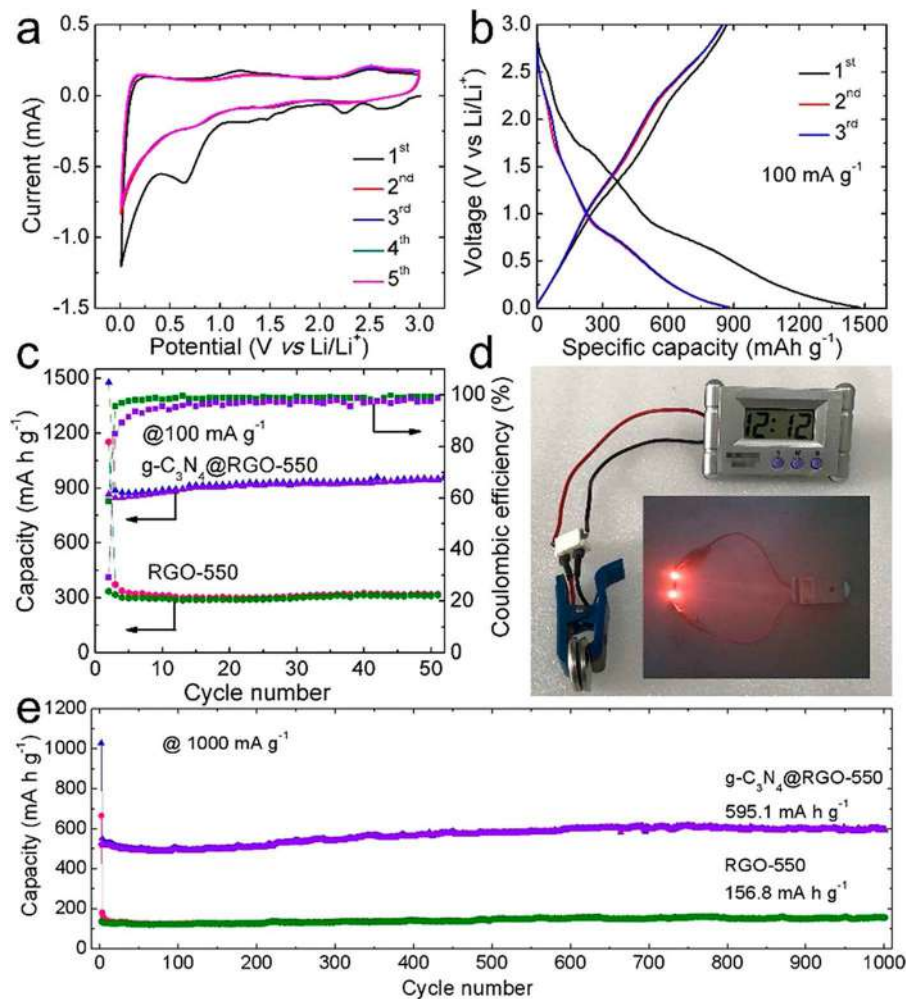 a
0.5
0.0
-0.5
-1.0
-1.5
Current (mA)
0.0 0.5 1.0 1.5 2.0 2.5 3.0
Potential (V vs Li/Li+)
1st
2nd
3rd
4th
5th
b
3.0
2.5
2.0
1.5
1.0
0.5
0.0
Voltage (V vs Li/Li+)
0 300 600 900 1200 1500
Specific capacity (mAh g-1)
1st
2nd
3rd
100 mA g-1
c
1500
1200
900
600
300
0
Capacity (mA h g-1)
0 10 20 30 40 50
Cycle number
100
80
60
40
20
0
Coulombic efficiency (%)
@100 mA g-1
g-C3N4@RGO-550
RGO-550
d
12:12
e
1200
1000
800
600
400
200
0
Capacity (mA h g-1)
@ 1000 mA g-1
g-C3N4@RGO-550
595.1 mA h g-1
RGO-550
156.8 mA h g-1
0 100 200 300 400 500 600 700 800 900 1000
Cycle number